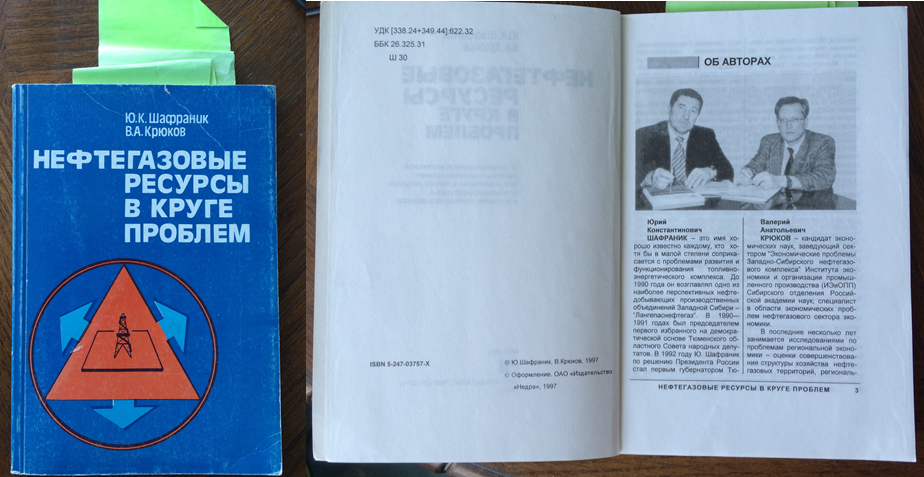 Ю.К. Шафраник
В.А. Крюков
НЕФТЕГАЗОВЫЕ
РЕСУРСЫ
В КРУГЕ
ПРОБЛЕМ
УДК [338.24+349.44]:622.32
ББК 26.325.31
Ш 30
ISBN 5-247-03757-X
© Ю.Шафраник, В.Крюков, 1997
© Оформление. ОАО «Издательство
«Недра», 1997
ОБ АВТОРАХ
Юрий
Константинович
ШАФРАНИК – это имя хо-
рошо известно каждому, кто хо-
тя бы в малой степени соприка-
сается с проблемами развития и
функционирования топливно-
энергетического комплекса. До
1990 года он возглавлял одно из
наиболее перспективных нефте-
добывающих производственных
объединений Западной Сибири –
"Лангепаснефтегаз". В 1990—
1991 годах был председателем
первого избранного на демокра-
тической основе Тюменского об-
ластного Совета народных депу-
татов. В 1992 году Ю. Шафраник
по решению Президента России
стал первым губернатором Тю-
Валерий
Анатольевич
КРЮКОВ – кандидат эконо-
мических наук, заведующий сек-
тором "Экономические проблемы
Западно-Сибирского нефтегазо-
вого комплекса" Института эко-
номики и организации промыш-
ленного производства (ИЭиОПП)
Сибирского отделения Россий-
ской академии наук; специалист
в области экономических проб-
лем нефтегазового сектора эко-
номики.
В последние несколько лет
занимается исследованиями по
проблемам региональной эконо-
мики – оценки совершенствова-
ния структуры хозяйства нефте-
газовых территорий, региональ-
НЕФТЕГАЗОВЫЕ РЕСУРСЫ В КРУГЕ ПРОБЛЕМ 3